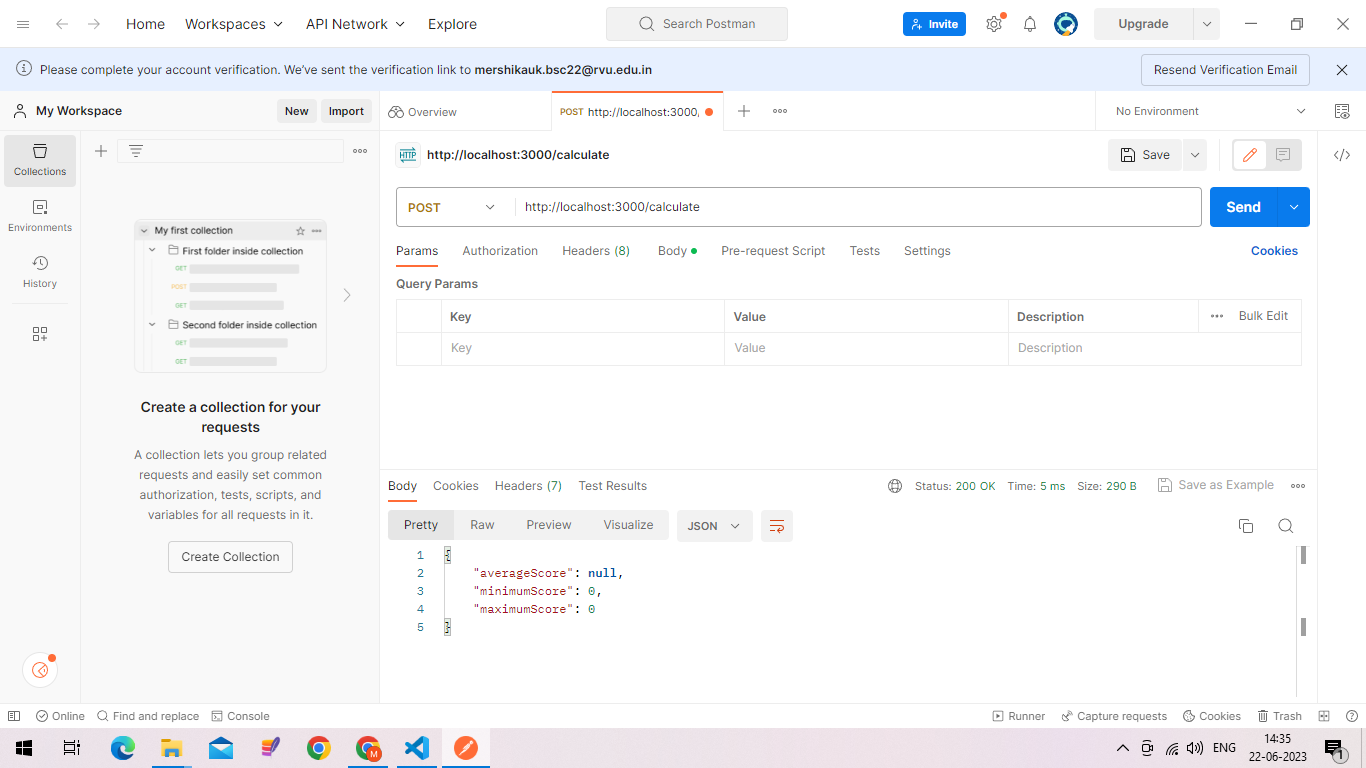 Home Workspaces API Network Explore Search Postman Invite Upgrade
Please complete your account verification. We've sent the verification link to mershikauk.bsc22@rvu.edu.in Resend Verification Email
My Workspace New Import Overview POST http://localhost:3000, No Environment
Collections
Environments
History
My first collection
First folder inside collection
GET
POST
GET
Second folder inside collection
GET
GET
Create a collection for your
requests
A collection lets you group related
requests and easily set common
authorization, tests, scripts, and
variables for all requests in it.
Create Collection
HTTP http://localhost:3000/calculate Save
POST http://localhost:3000/calculate Send
Params Authorization Headers (8) Body Pre-request Script Tests Settings Cookies
Query Params
Key Value Description Bulk Edit
Key Value Description
Body Cookies Headers (7) Test Results Status: 200 OK Time: 5 ms Size: 290 B Save as Example
Pretty Raw Preview Visualize JSON
1 {
2 "averageScore": null,
3 "minimumScore": 0,
4 "maximumScore": 0
5 }
Online Find and replace Console Runner Capture requests Cookies Trash
M ENG 14:35
22-06-2023 1